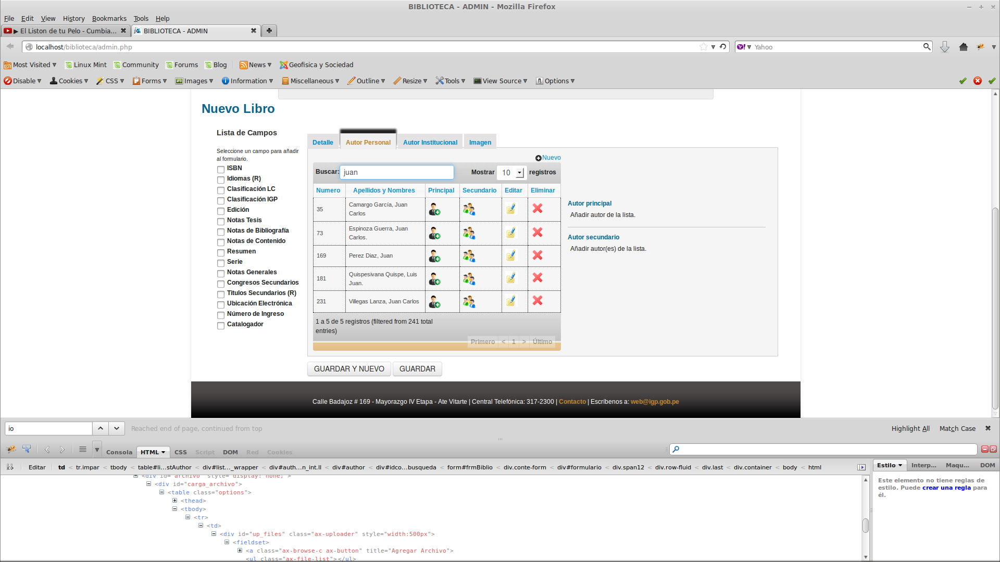 BIBLIOTECA - ADMIN - Mozilla Firefox
File Edit View History Bookmarks Tools Help
▶ El Liston de tu Pelo - Cumbia... BIBLIOTECA - ADMIN
localhost/biblioteca/admin.php Yahoo
Most Visited Linux Mint Community Forums Blog News Geofisica y Sociedad
Disable Cookies CSS Forms Images Information Miscellaneous Outline Resize Tools View Source Options
Nuevo Libro
Lista de Campos
Seleccione un campo para añadir
al formulario.
ISBN
Idiomas (R)
Clasificación LC
Clasificación IGP
Edición
Notas Tesis
Notas de Bibliografía
Notas de Contenido
Resumen
Serie
Notas Generales
Congresos Secundarios
Titulos Secundarios (R)
Ubicación Electrónica
Número de Ingreso
Catalogador
Detalle Autor Personal Autor Institucional Imagen
Nuevo
Buscar: juan Mostrar 10 registros
Numero Apellidos y Nombres Principal Secundario Editar Eliminar
35 Camargo García, Juan
Carlos
73 Espinoza Guerra, Juan
Carlos.
169 Perez Diaz, Juan
181 Quispesivana Quispe, Luis
Juan.
231 Villegas Lanza, Juan Carlos
1 a 5 de 5 registros (filtered from 241 total
entries)
Primero < 1 > Último
Autor principal
Añadir autor de la lista.
Autor secundario
Añadir autor(es) de la lista.
GUARDAR Y NUEVO GUARDAR
Calle Badajoz # 169 - Mayorazgo IV Etapa - Ate Vitarte | Central Telefónica: 317-2300 | Contacto | Escríbenos a: web@igp.gob.pe
io Reached end of page, continued from top Highlight All Match Case
Consola HTML CSS Script DOM Red Cookies
Editar td < tr.impar < tbody < table#li...stAuthor < div#list..._wrapper < div#auth...n_int.ll < div#author < div#idco...busqueda < form#frmBiblio < div.conte-form < div#formulario < div.span12 < div.row-fluid < div.last < div.container < body < html
Estilo Interp... Maqu... DOM
<div id="archivo" style="display: none;">
<div id="carga_archivo">
<table class="options">
<thead>
<tbody>
<tr>
<td>
<div id="up_files" class="ax-uploader" style="width:500px">
<fieldset>
<a class="ax-browse-c ax-button" title="Agregar Archivo">
<ul class="ax-file-list"></ul>
Este elemento no tiene reglas de
estilo. Puede crear una regla para
él.